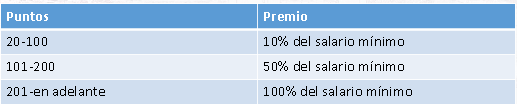 Puntos Premio
20-100 10% del salario mínimo
101-200 50% del salario mínimo
201-en adelante 100% del salario mínimo